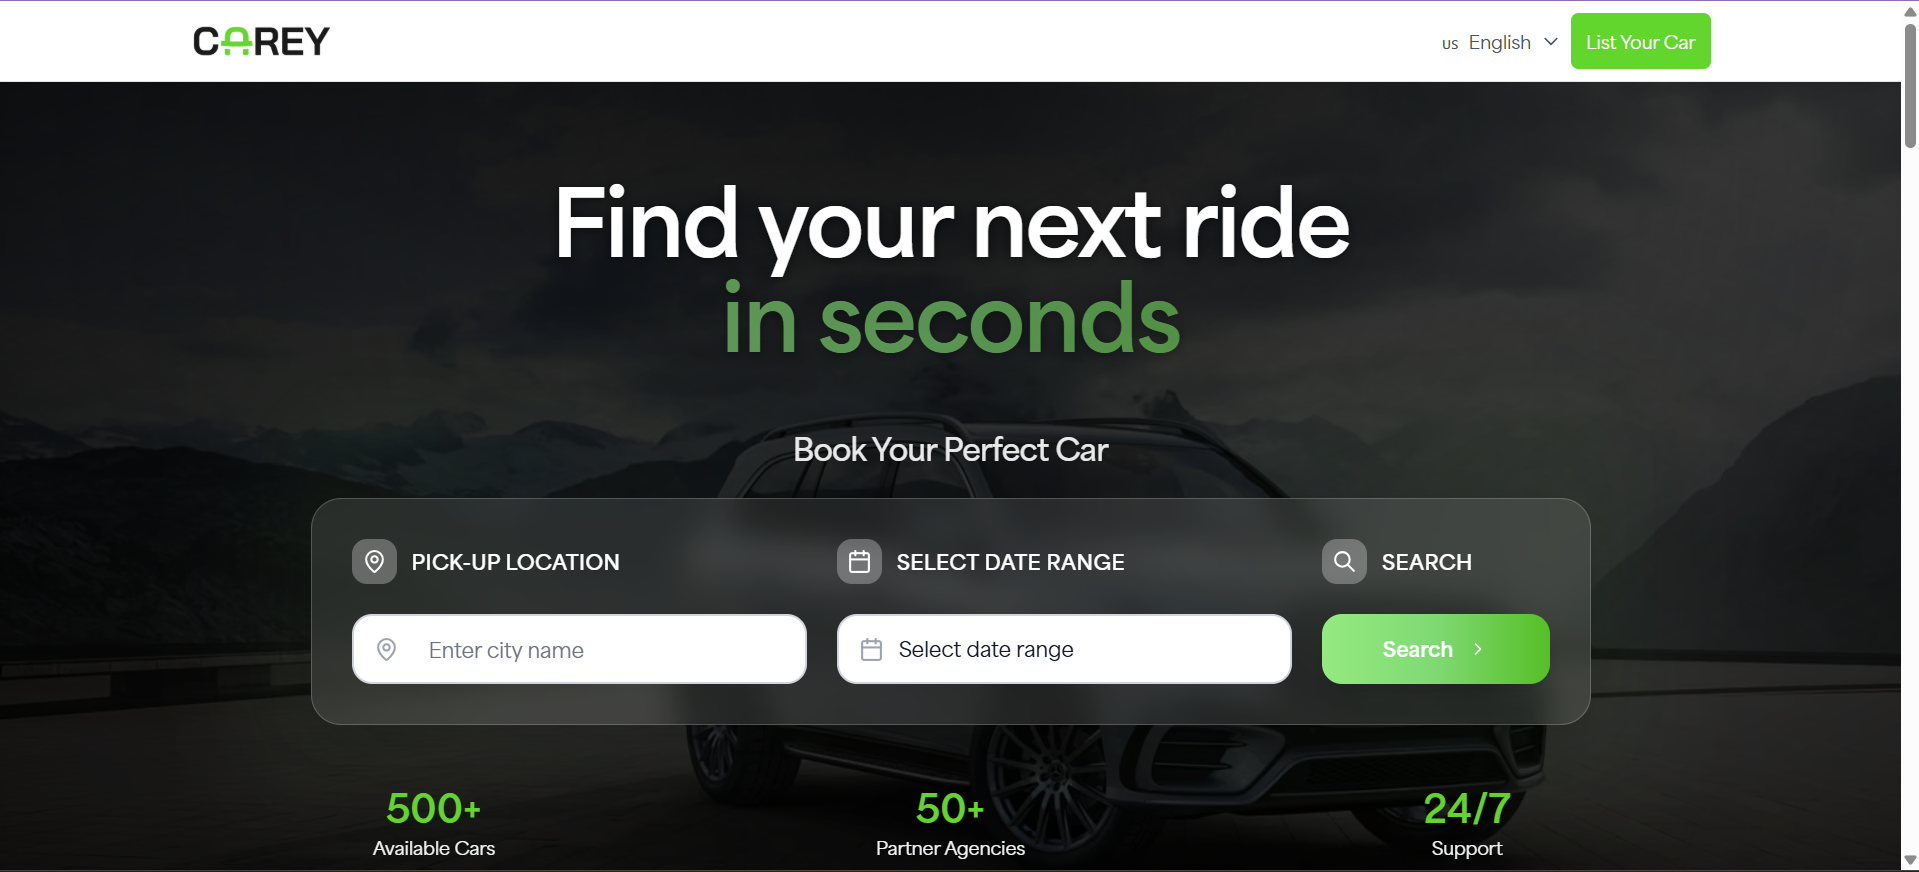 CAREY
US English
List Your Car
Find your next ride
in seconds
Book Your Perfect Car
PICK-UP LOCATION
SELECT DATE RANGE
SEARCH
Enter city name
Select date range
Search
500+
Available Cars
50+
Partner Agencies
24/7
Support